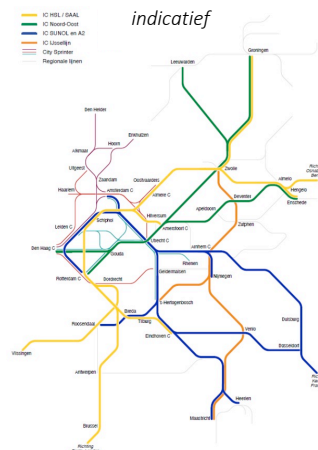 indicatief
IC HSL / SAAL
IC Noord-Oost
IC SUNOL en A2
IC IJssellijn
City Sprinter
Regionale lijnen
Groningen
Leeuwarden
Den Helder
Enkhuizen
Hoorn
Alkmaar
Uitgeest
Zaandam
Haarlem
Amsterdam C
Oostvaarders
Almere C
Zwolle
Almelo
Hengelo
Enschede
Schiphol
Hilversum
Deventer
Apeldoorn
Zutphen
Leiden C
Amersfoort C
Utrecht C
Den Haag C
Gouda
Arnhem C
Rhenen
Rotterdam C
Dordrecht
Geldermalsen
Nijmegen
S-Hertogenbosch
Breda
Tilburg
Roosendaal
Eindhoven C
Venlo
Duisburg
Düsseldorf
Vlissingen
Antwerpen
Heerlen
Maastricht
Brussel
Richting